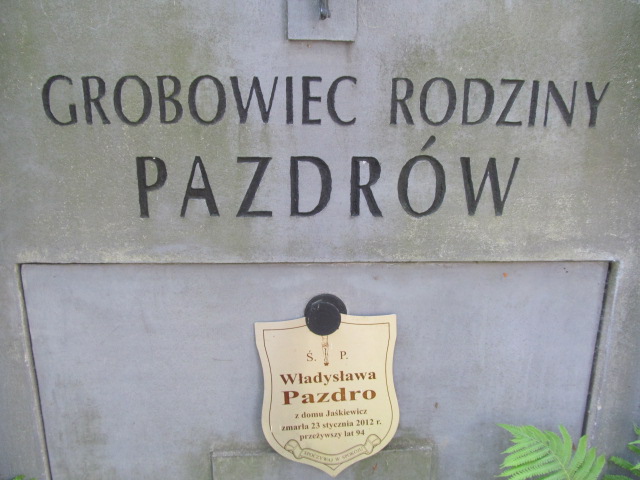 GROBOWIEC RODZINY
PAZDRÓW
Ś. P.
Władysława
Pazdro
z domu Jaśkiewicz
zmarła 23 stycznia 2012 r.
przeżywszy lat 94